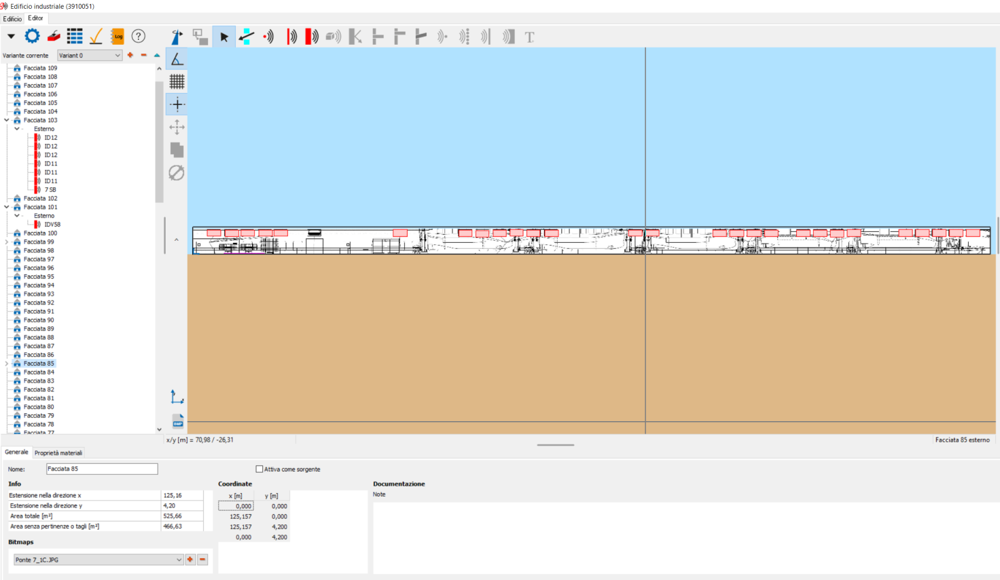 Edificio industriale (3910051)
Edificio Editor
Log ? T
Variante corrente Variant 0
Facciata 109
Facciata 108
Facciata 107
Facciata 106
Facciata 105
Facciata 104
Facciata 103
Esterno
ID12
ID12
ID12
ID11
ID11
ID11
7 SB
Facciata 102
Facciata 101
Esterno
IDV58
Facciata 100
Facciata 99
Facciata 98
Facciata 97
Facciata 96
Facciata 95
Facciata 94
Facciata 93
Facciata 92
Facciata 91
Facciata 90
Facciata 89
Facciata 88
Facciata 87
Facciata 86
Facciata 85
Facciata 84
Facciata 83
Facciata 82
Facciata 81
Facciata 80
Facciata 79
Facciata 78
Facciata 77
x/y [m] = 70,98 / -26,31
Facciata 85 esterno
Generale Proprietà materiali
Nome: Facciata 85
Attiva come sorgente
Info
Estensione nella direzione x 125,16
Estensione nella direzione y 4,20
Area totale [m²] 525,66
Area senza pertinenze o tagli [m²] 466,63
Bitmaps
Ponte 7_1C.JPG
Coordinate
x [m] y [m]
0,000 0,000
125,157 0,000
125,157 4,200
0,000 4,200
Documentazione
Note